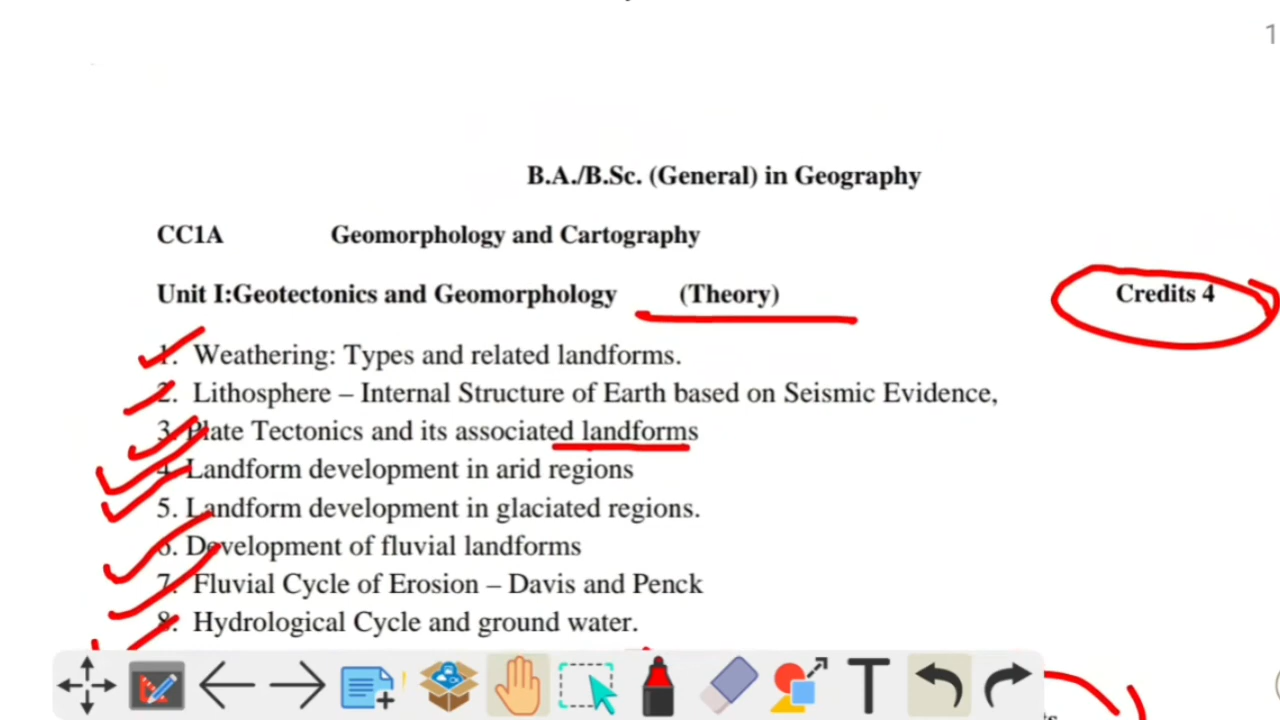 1
B.A./B.Sc. (General) in Geography
CC1A Geomorphology and Cartography
Unit I:Geotectonics and Geomorphology (Theory) Credits 4
1. Weathering: Types and related landforms.
2. Lithosphere – Internal Structure of Earth based on Seismic Evidence,
3. Plate Tectonics and its associated landforms
4. Landform development in arid regions
5. Landform development in glaciated regions.
6. Development of fluvial landforms
7. Fluvial Cycle of Erosion – Davis and Penck
8. Hydrological Cycle and ground water.
T